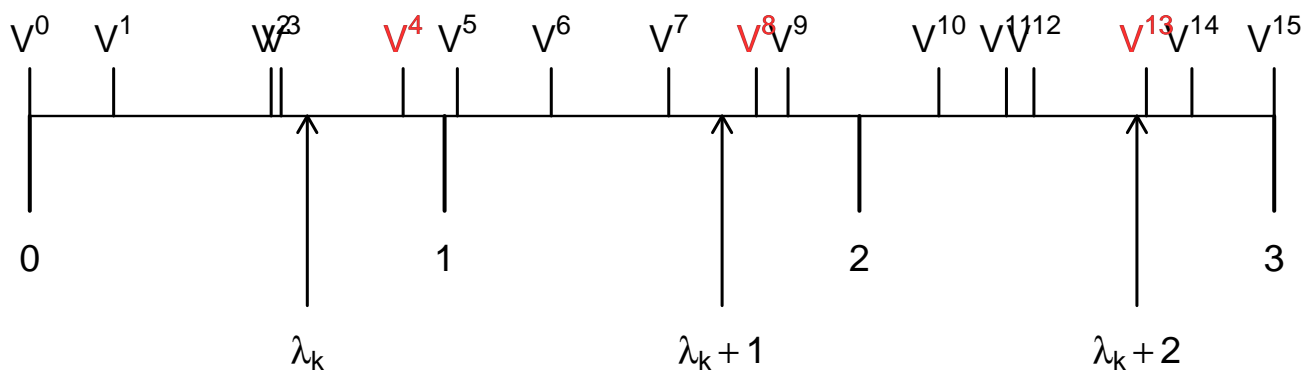 V⁰ V¹ V² V³ V⁴ V⁵ V⁶ V⁷ V⁸ V⁹ V¹⁰ V¹¹ V¹² V¹³ V¹⁴ V¹⁵
0 1 2 3
λₖ λₖ + 1 λₖ + 2